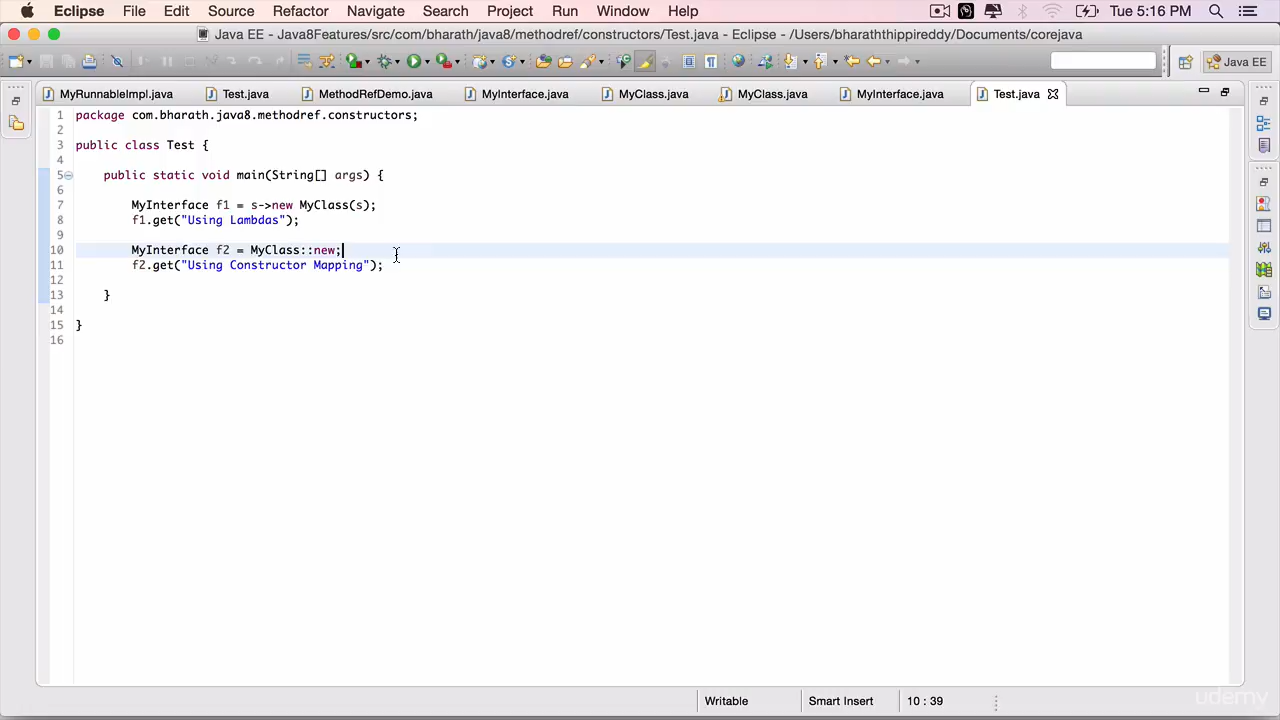 Eclipse File Edit Source Refactor Navigate Search Project Run Window Help Tue 5:16 PM
Java EE - Java8Features/src/com/bharath/java8/methodref/constructors/Test.java - Eclipse - /Users/bharaththippireddy/Documents/corejava
Java EE
MyRunnableImpl.java Test.java MethodRefDemo.java MyInterface.java MyClass.java MyClass.java MyInterface.java Test.java
1 package com.bharath.java8.methodref.constructors;
2
3 public class Test {
4
5 public static void main(String[] args) {
6
7 MyInterface f1 = s->new MyClass(s);
8 f1.get("Using Lambdas");
9
10 MyInterface f2 = MyClass::new;
11 f2.get("Using Constructor Mapping");
12
13 }
14
15 }
16
Writable Smart Insert 10 : 39
udemy